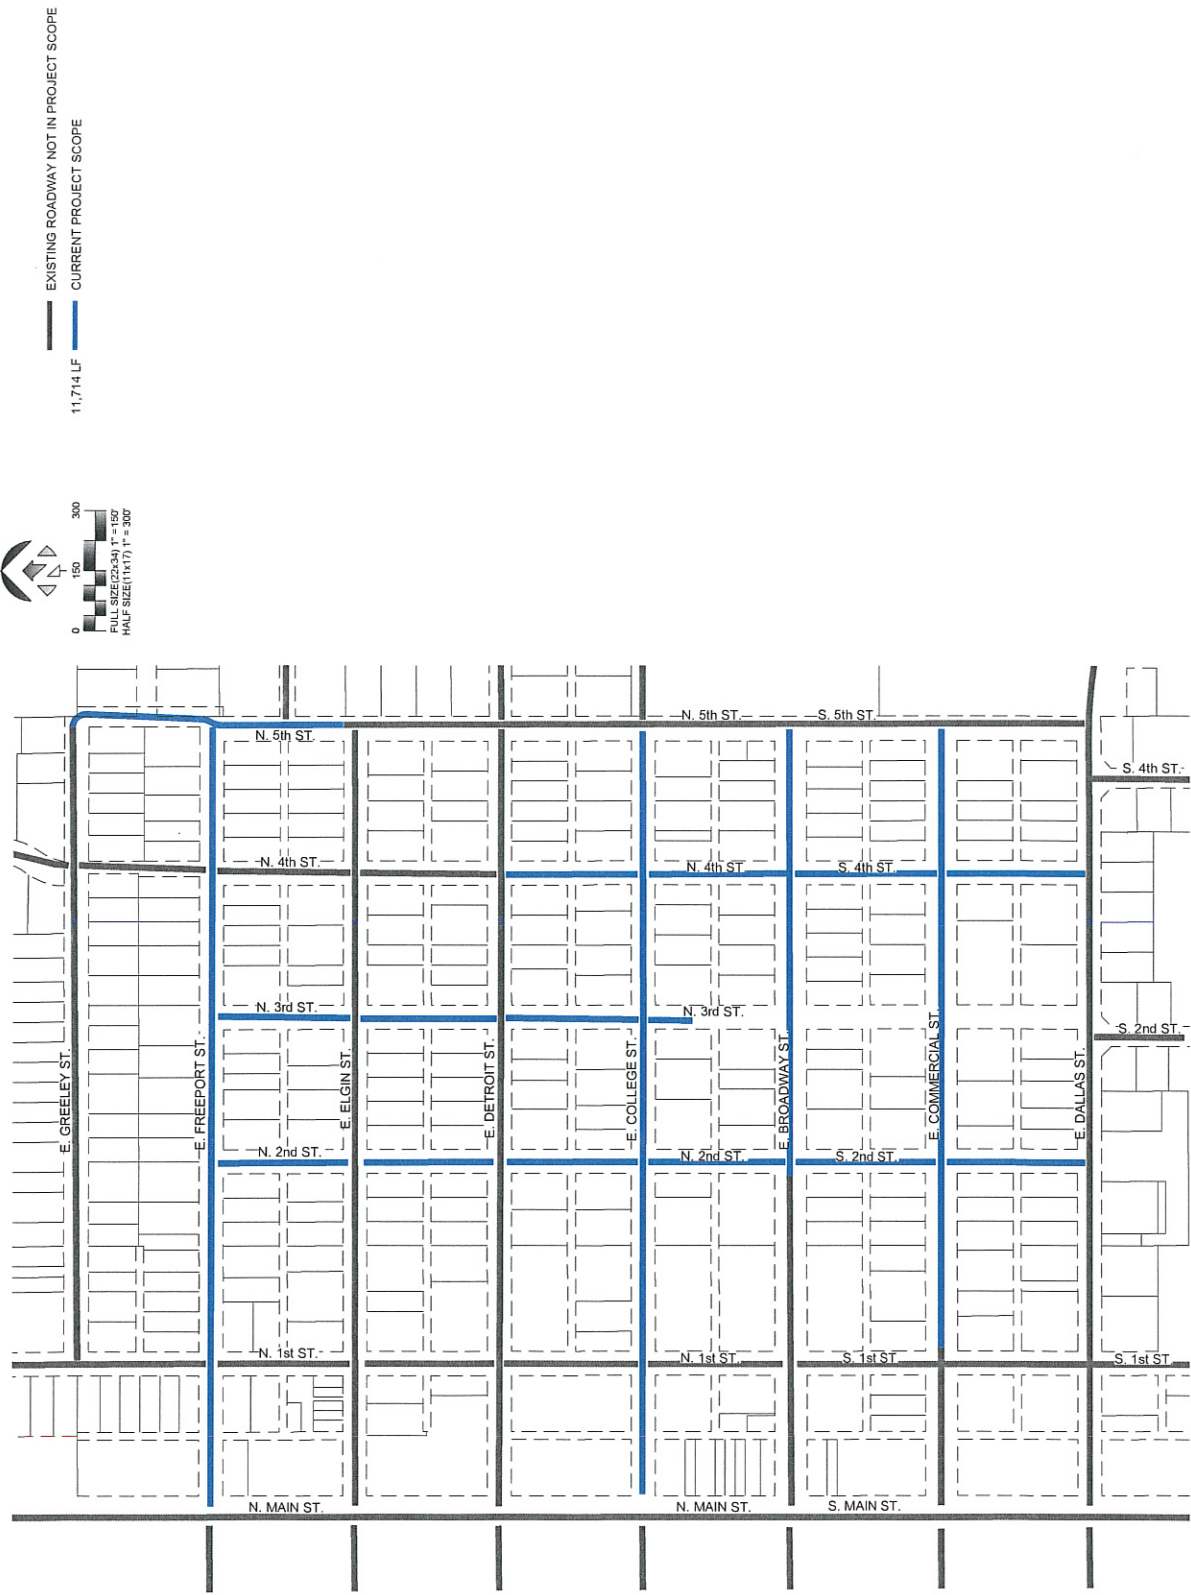 EXISTING ROADWAY NOT IN PROJECT SCOPE
11,714 LF CURRENT PROJECT SCOPE
0 150 300
FULL SIZE(22x34) 1" = 150'
HALF SIZE(11x17) 1" = 300'
N. 5th ST.
S. 5th ST.
N. 5th ST.
S. 4th ST.
N. 4th ST.
N. 4th ST.
S. 4th ST.
N. 3rd ST.
N. 3rd ST.
S. 2nd ST.
E. GREELEY ST.
E. FREEPORT ST.
E. ELGIN ST.
E. DETROIT ST.
E. COLLEGE ST.
E. BROADWAY ST.
E. COMMERCIAL ST.
E. DALLAS ST.
N. 2nd ST.
N. 2nd ST.
S. 2nd ST.
N. 1st ST.
N. 1st ST.
S. 1st ST.
S. 1st ST.
N. MAIN ST.
N. MAIN ST.
S. MAIN ST.